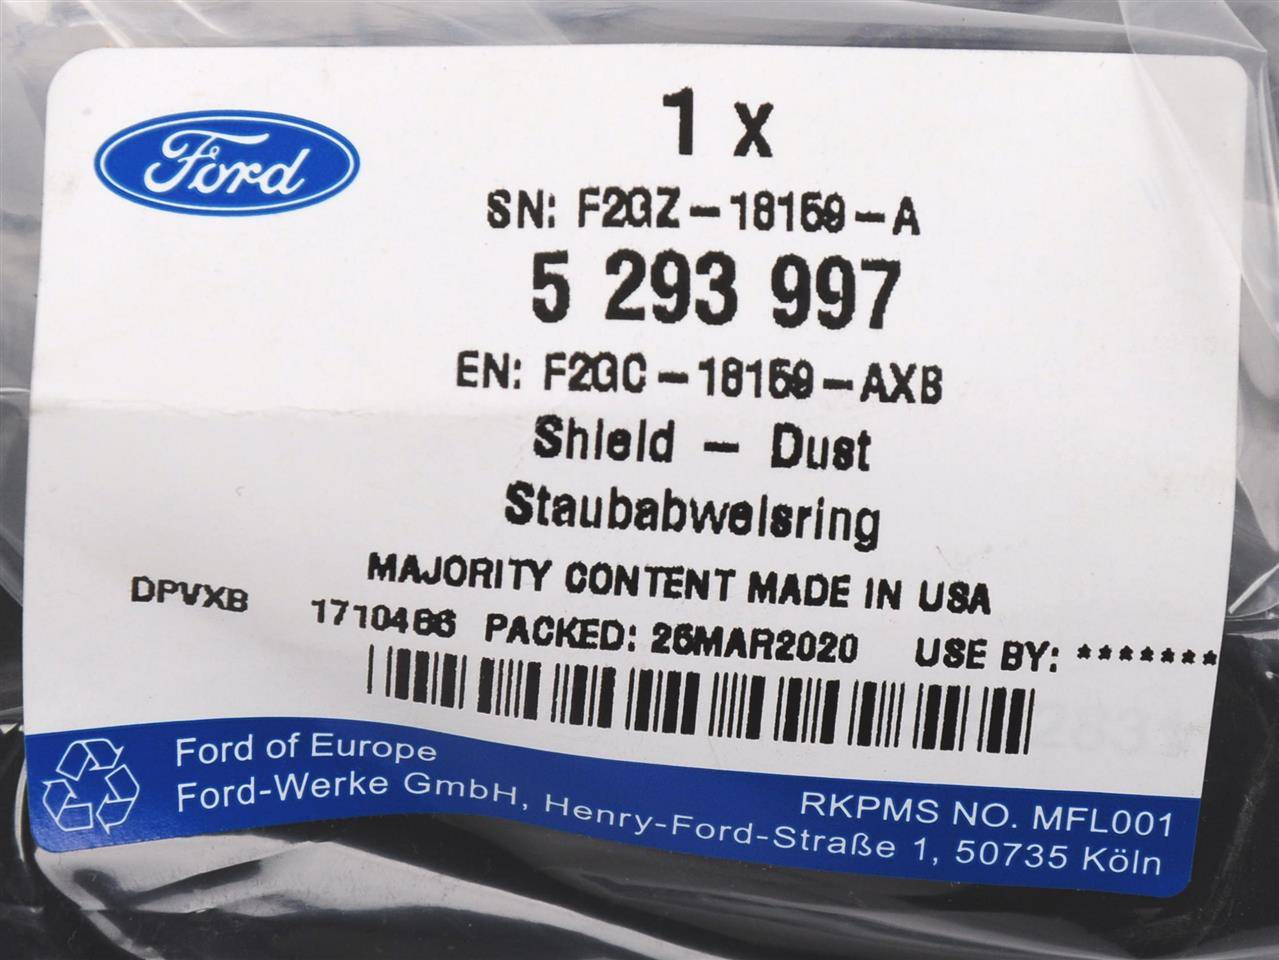 Ford
1 x
SN: F2GZ-18159-A
5 293 997
EN: F2GC-18159-AXB
Shield - Dust
Staubabweisring
MAJORITY CONTENT MADE IN USA
DPVXB 1710466 PACKED: 26MAR2020 USE BY: *******
Ford of Europe
Ford-Werke GmbH, Henry-Ford-Straße 1, 50735 Köln
RKPMS NO. MFL001